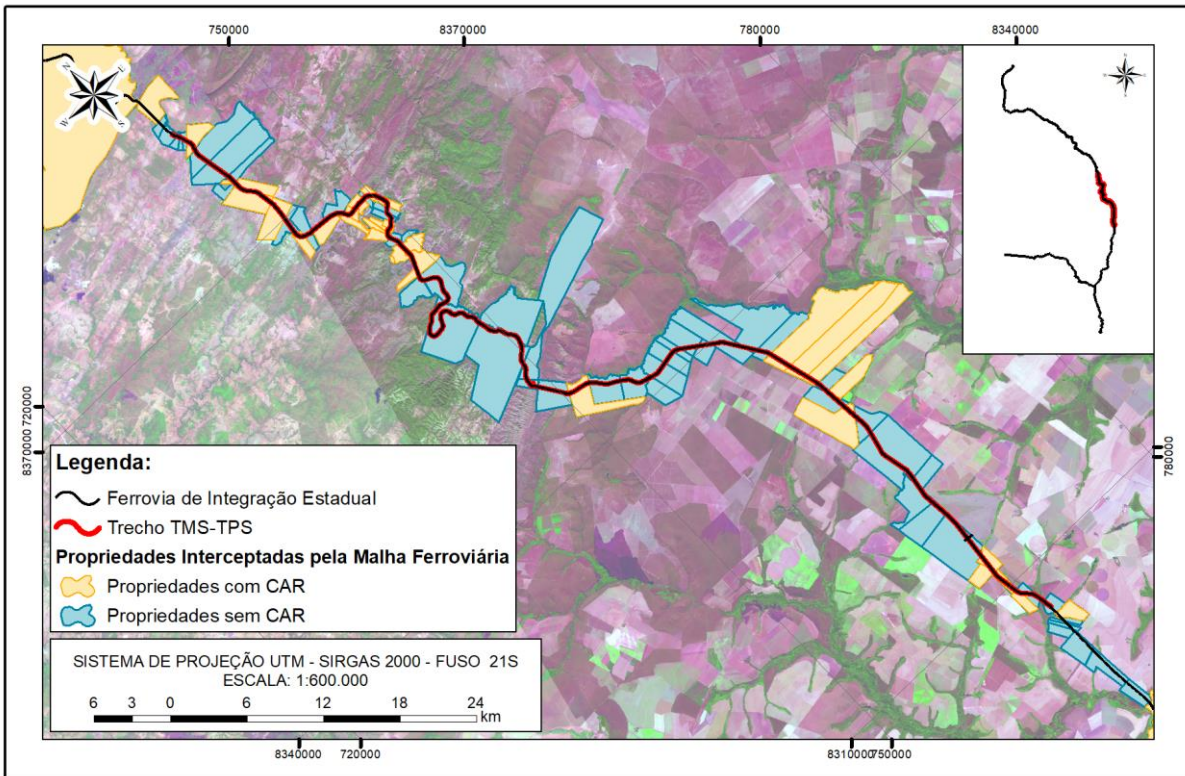 750000 8370000 780000 8340000
N E
W S
720000
8370000
780000
Legenda:
Ferrovia de Integração Estadual
Trecho TMS-TPS
Propriedades Interceptadas pela Malha Ferroviária
Propriedades com CAR
Propriedades sem CAR
SISTEMA DE PROJEÇÃO UTM - SIRGAS 2000 - FUSO 21S
ESCALA: 1:600.000
6 3 0 6 12 18 24
km
8340000 720000 8310000 750000